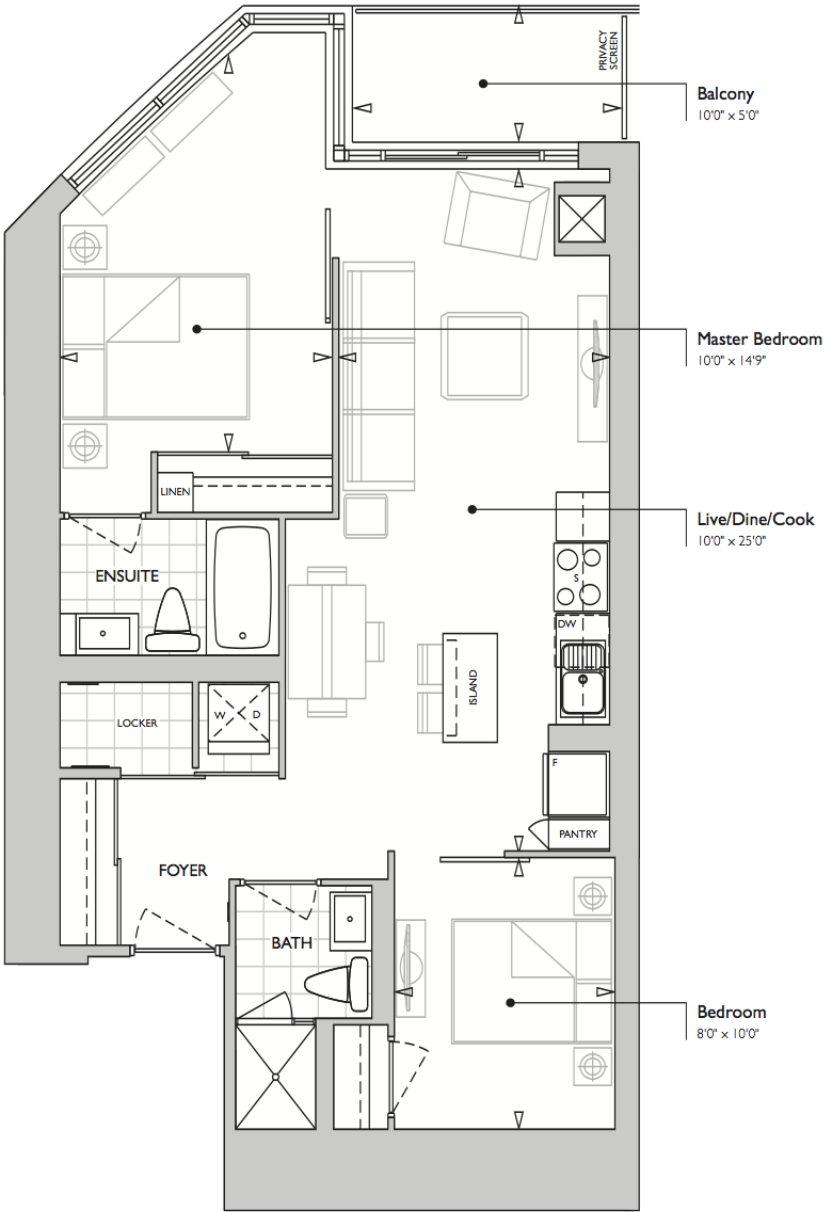 PRIVACY
SCREEN
Balcony
10'0" x 5'0"
Master Bedroom
10'0" x 14'9"
LINEN
Live/Dine/Cook
10'0" x 25'0"
ENSUITE
S
DW
ISLAND
LOCKER
W D
F
PANTRY
FOYER
BATH
Bedroom
8'0" x 10'0"